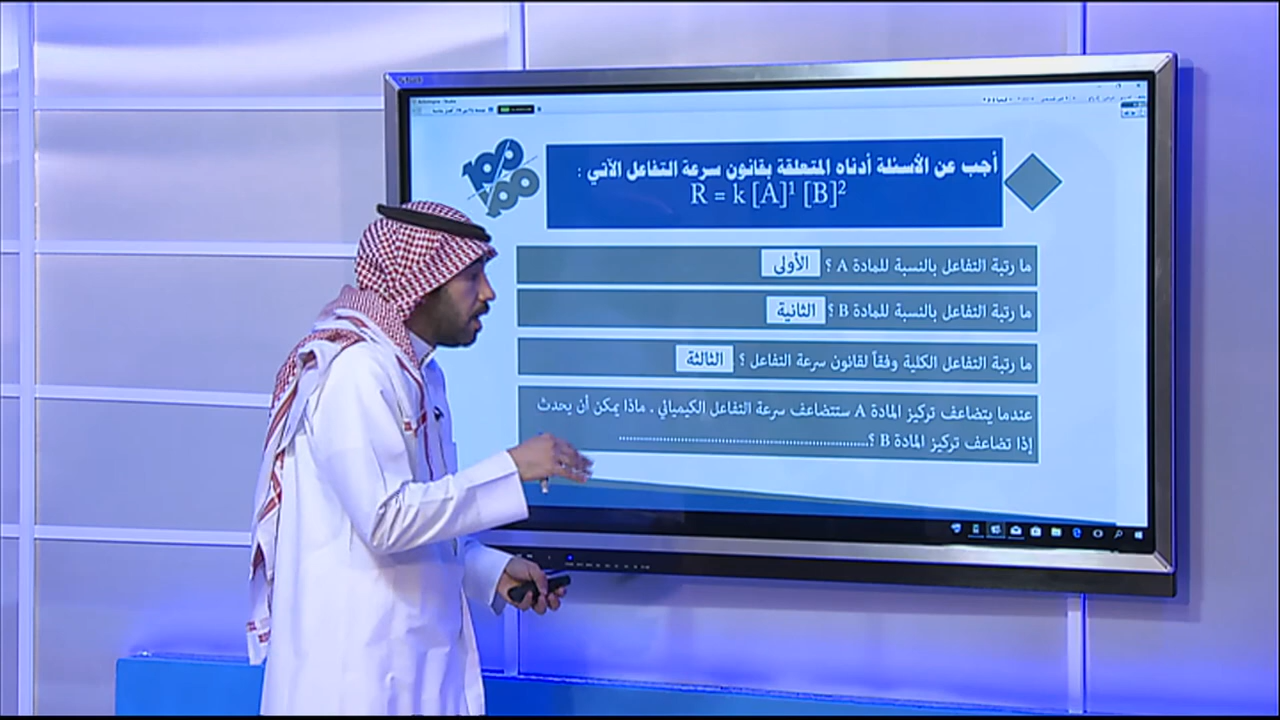 100
100
أجب عن الأسئلة أدناه المتعلقة بقانون سرعة التفاعل الآتي :
R = k [A]¹ [B]²
ما رتبة التفاعل بالنسبة للمادة A ؟ الأولى
ما رتبة التفاعل بالنسبة للمادة B ؟ الثانية
ما رتبة التفاعل الكلية وفقاً لقانون سرعة التفاعل ؟ الثالثة
عندما يتضاعف تركيز المادة A ستتضاعف سرعة التفاعل الكيميائي . ماذا يمكن أن يحدث
إذا تضاعف تركيز المادة B ؟......................................................